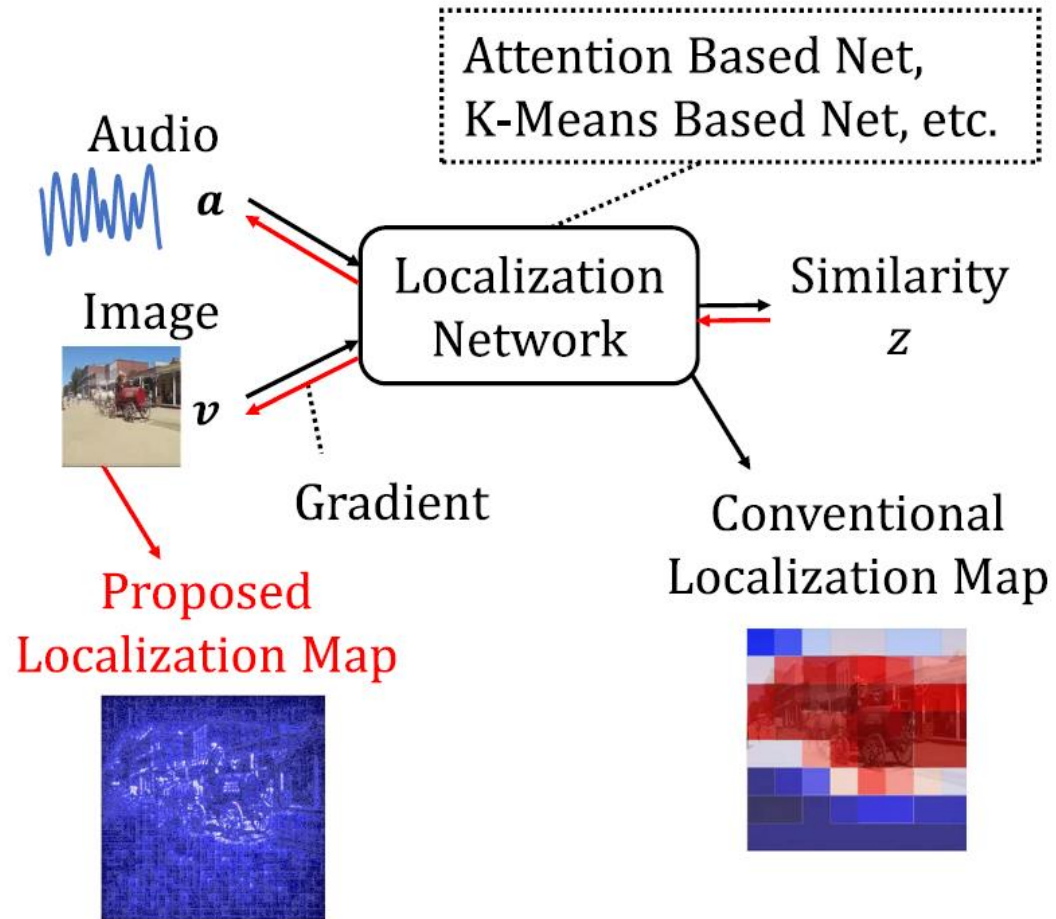 Attention Based Net,
K-Means Based Net, etc.
Audio
a
Image
v
Localization
Network
Similarity
z
Gradient
Conventional
Localization Map
Proposed
Localization Map